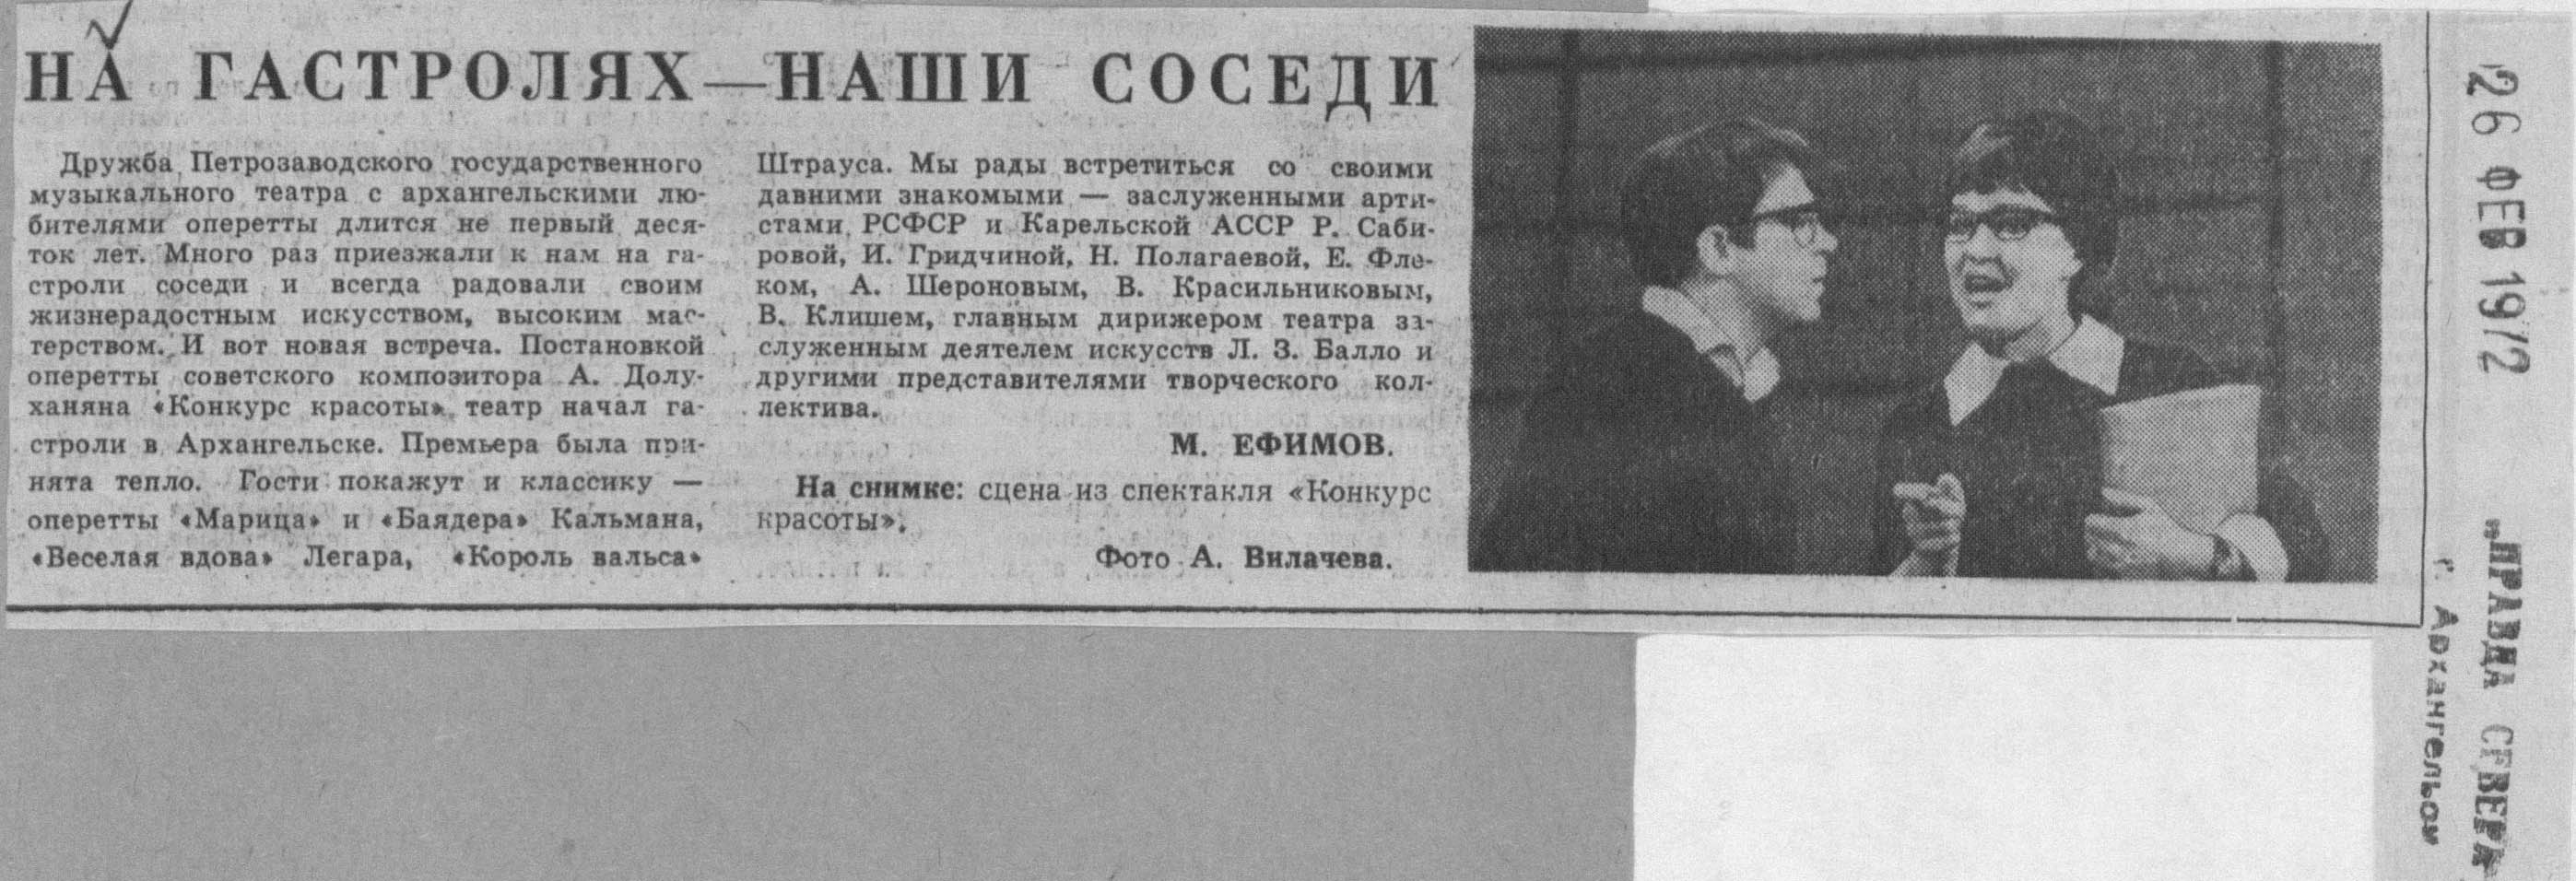 НА ГАСТРОЛЯХ—НАШИ СОСЕДИ
Дружба Петрозаводского государственного
музыкального театра с архангельскими лю-
бителями оперетты длится не первый деся-
ток лет. Много раз приезжали к нам на га-
строли соседи и всегда радовали своим
жизнерадостным искусством, высоким мас-
терством. И вот новая встреча. Постановкой
оперетты советского композитора А. Долу-
ханяна «Конкурс красоты» театр начал га-
строли в Архангельске. Премьера была при-
нята тепло. Гости покажут и классику —
оперетты «Марица» и «Баядера» Кальмана,
«Веселая вдова» Легара, «Король вальса»
Штрауса. Мы рады встретиться со своими
давними знакомыми — заслуженными арти-
стами РСФСР и Карельской АССР Р. Саби-
ровой, И. Гридчиной, Н. Полагаевой, Е. Фле-
ком, А. Шероновым, В. Красильниковым,
В. Клишем, главным дирижером театра за-
служенным деятелем искусств Л. З. Балло и
другими представителями творческого кол-
лектива.
М. ЕФИМОВ.
На снимке: сцена из спектакля «Конкурс
красоты».
Фото А. Вилачева.
26 ФЕВ 1972
„ПРАВДА СЕВЕРА
г. Архангельск